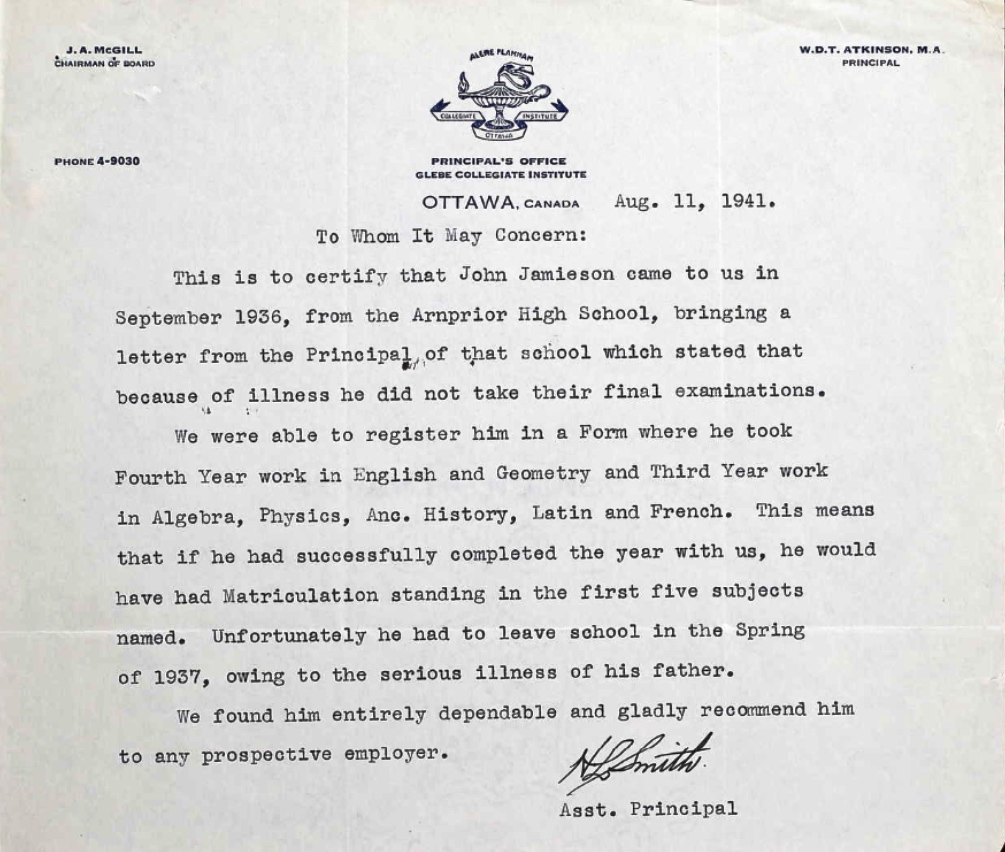 J. A. McGILL
CHAIRMAN OF BOARD
ALERE FLAMMAM
COLLEGIATE INSTITUTE
OTTAWA
W.D.T. ATKINSON, M.A.
PRINCIPAL
PHONE 4-9030
PRINCIPAL'S OFFICE
GLEBE COLLEGIATE INSTITUTE
OTTAWA, CANADA Aug. 11, 1941.
To Whom It May Concern:
This is to certify that John Jamieson came to us in
September 1936, from the Arnprior High School, bringing a
letter from the Principal, of that school which stated that
because of illness he did not take their final examinations.
We were able to register him in a Form where he took
Fourth Year work in English and Geometry and Third Year work
in Algebra, Physics, Anc. History, Latin and French. This means
that if he had successfully completed the year with us, he would
have had Matriculation standing in the first five subjects
named. Unfortunately he had to leave school in the Spring
of 1937, owing to the serious illness of his father.
We found him entirely dependable and gladly recommend him
to any prospective employer.
HLSmith.
Asst. Principal